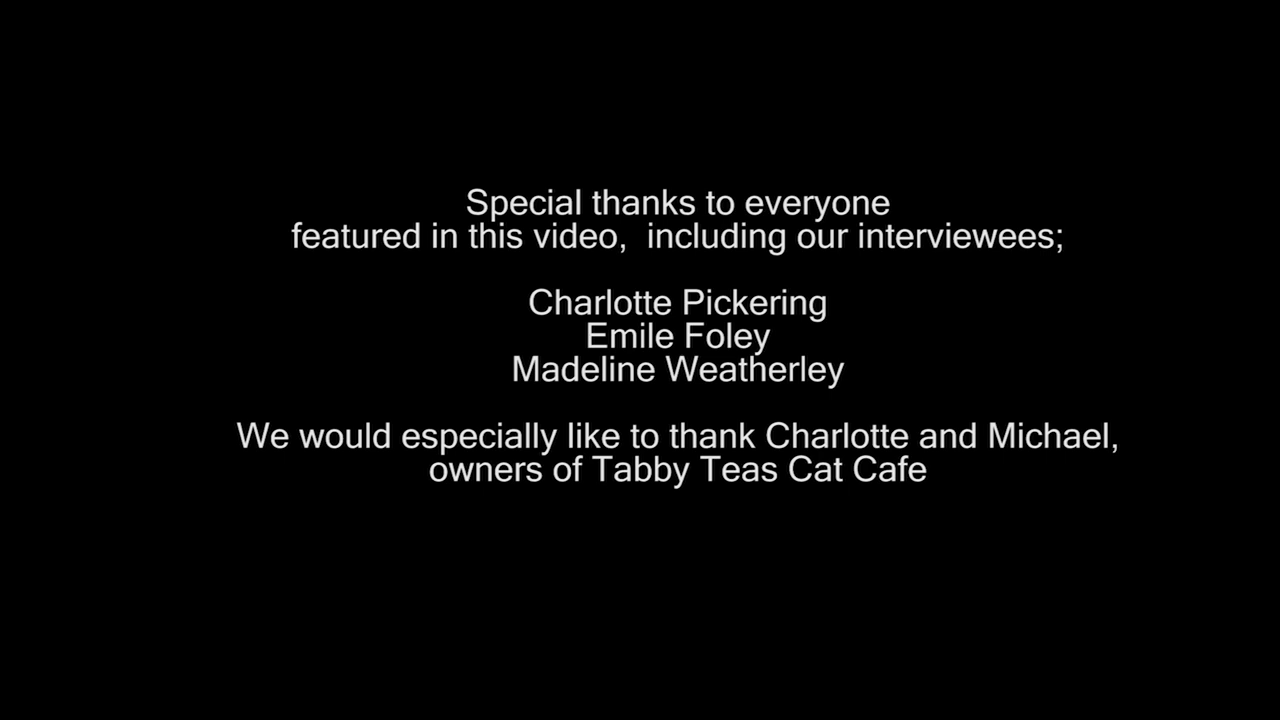 Special thanks to everyone
featured in this video,  including our interviewees;
Charlotte Pickering
Emile Foley
Madeline Weatherley
We would especially like to thank Charlotte and Michael,
owners of Tabby Teas Cat Cafe